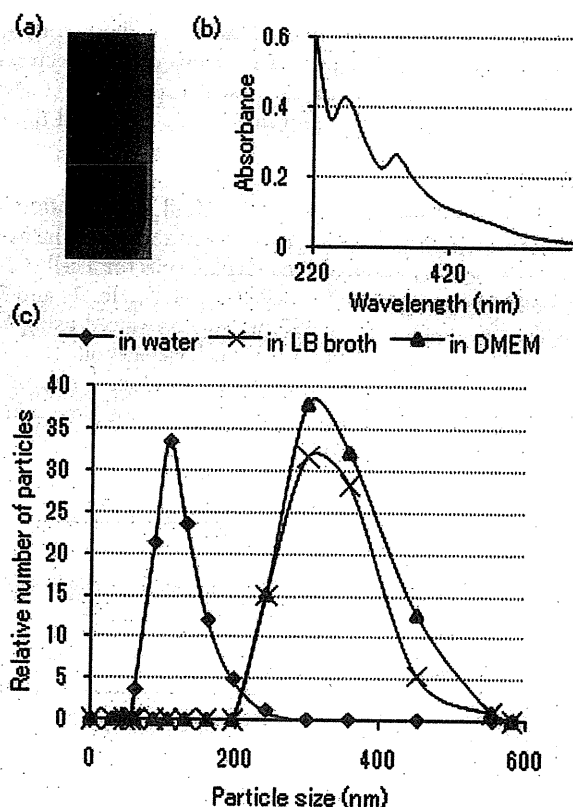 (a)
(b)
0.6
0.4
0.2
0
Absorbance
220 420
Wavelength (nm)
(c)
in water in LB broth in DMEM
40
35
30
25
20
15
10
5
0
Relative number of particles
0 200 400 600
Particle size (nm)